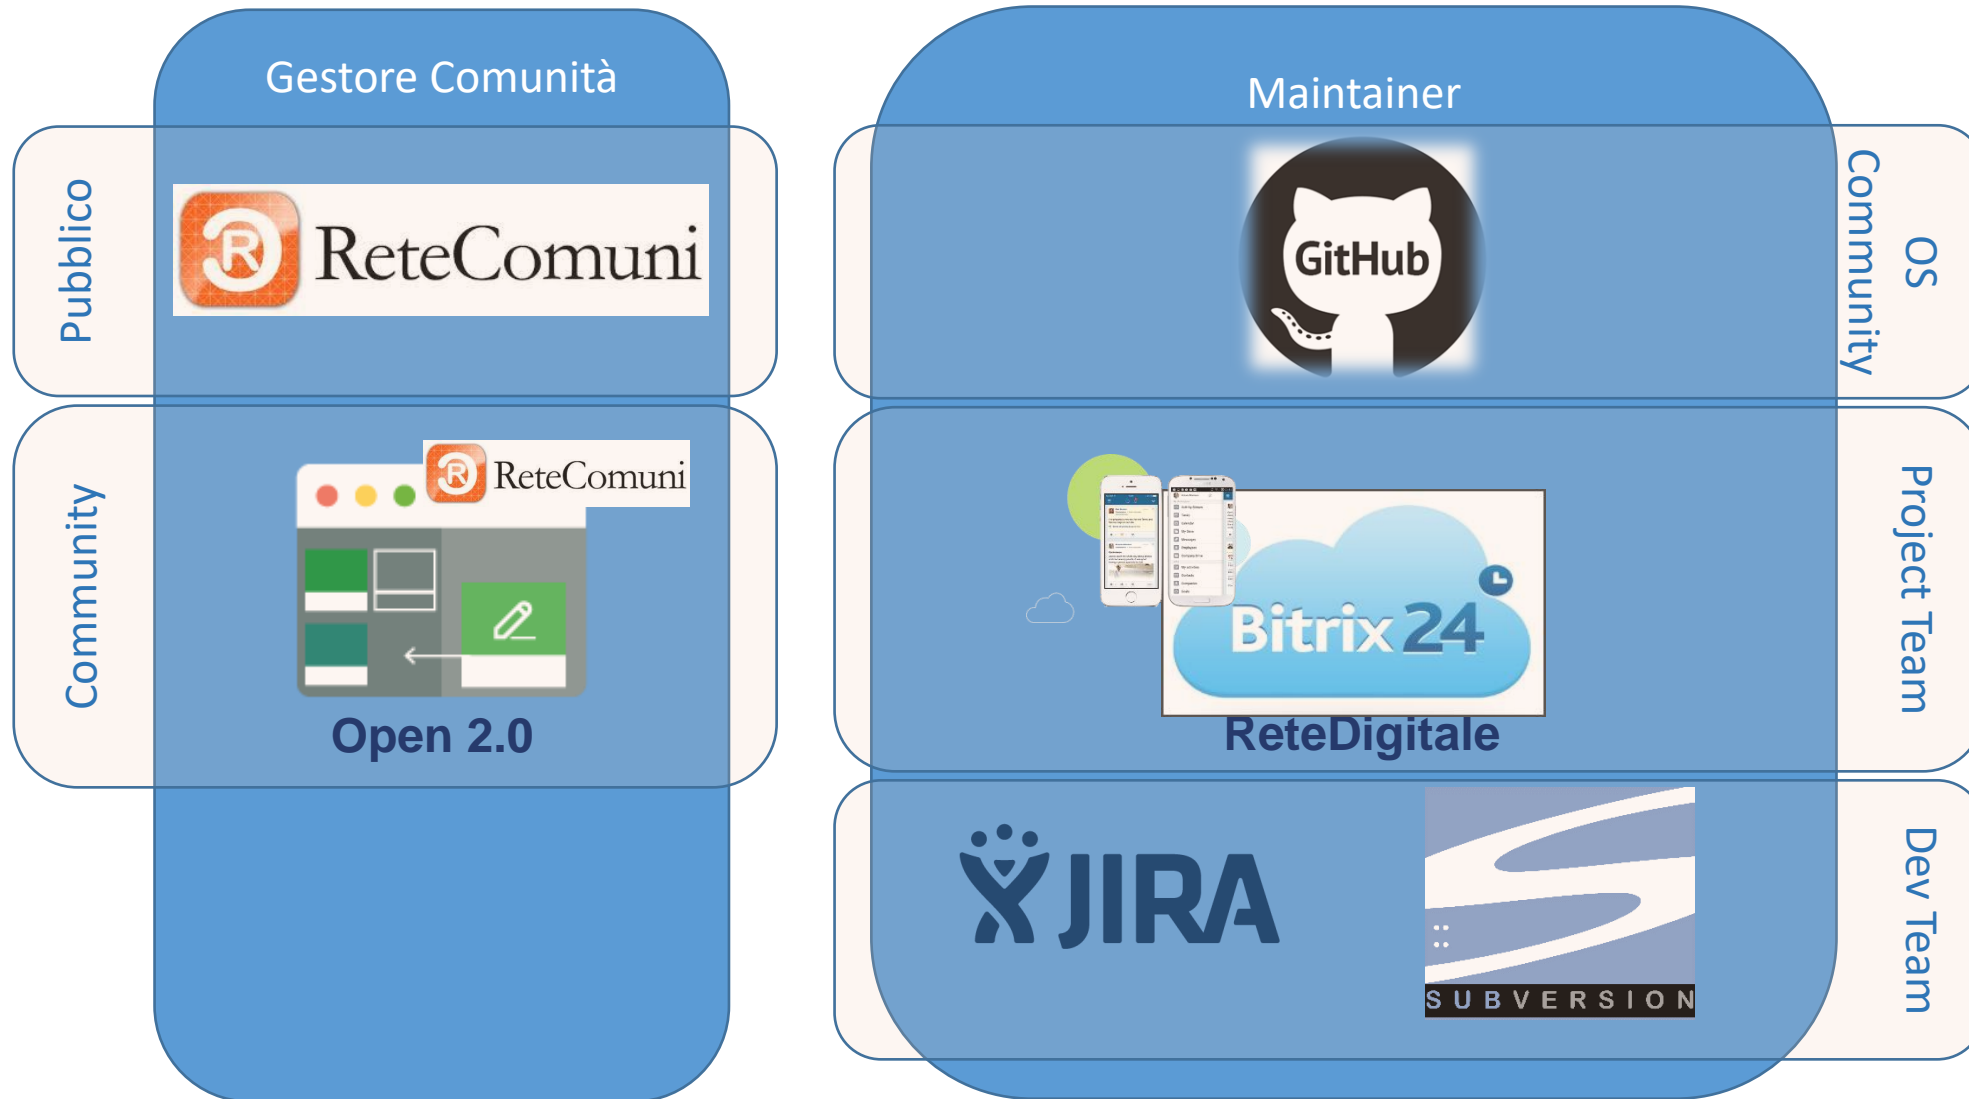 Gestore Comunità
Pubblico
ReteComuni
Community
ReteComuni
Open 2.0
Maintainer
GitHub
OS
Community
Bitrix 24
ReteDigitale
Project Team
JIRA
SUBVERSION
Dev Team